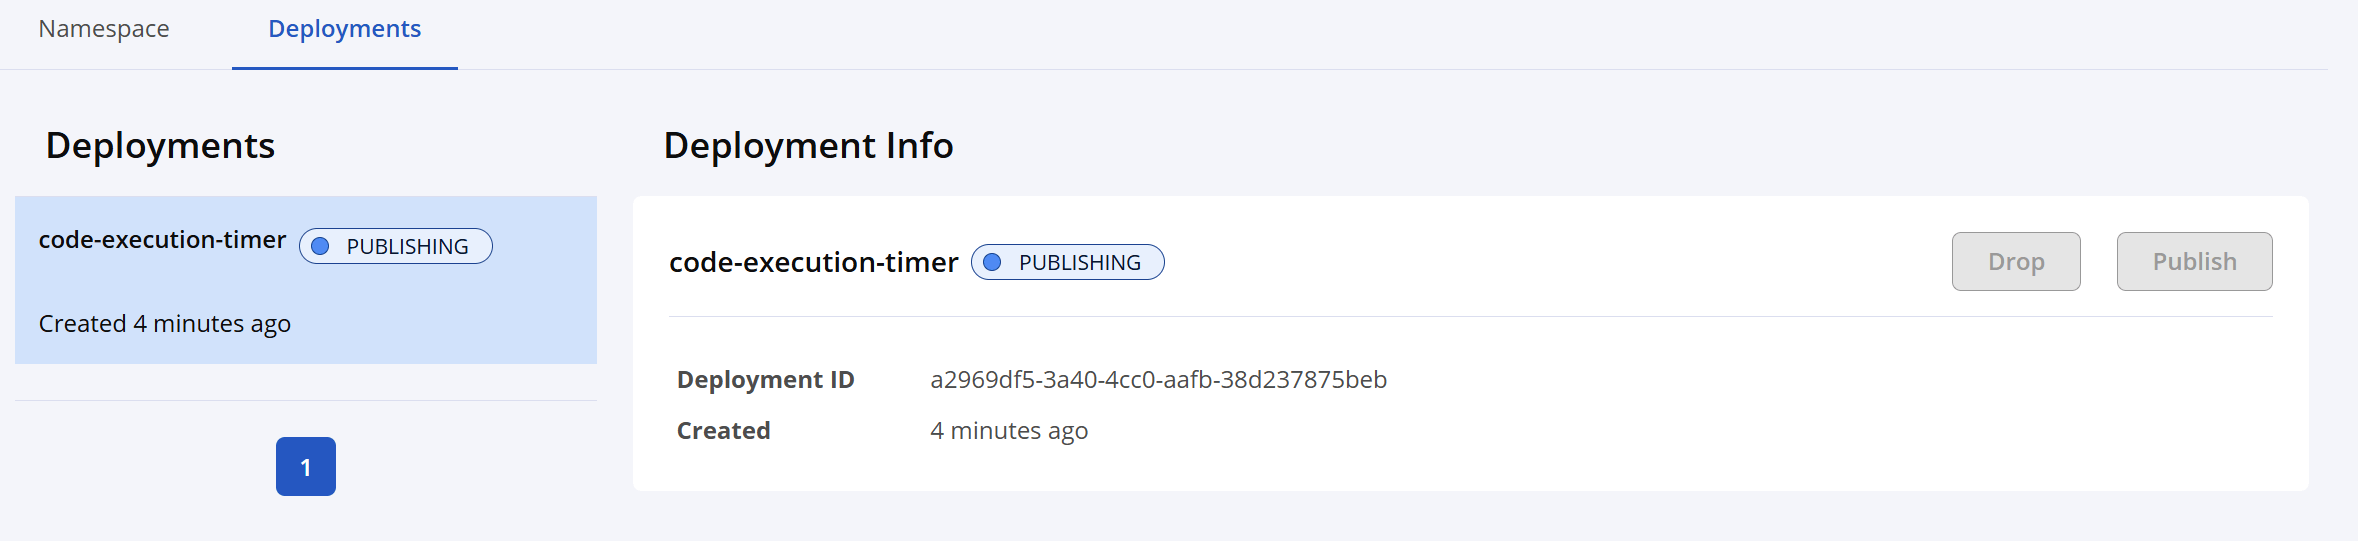 Namespace Deployments
Deployments
code-execution-timer PUBLISHING
Created 4 minutes ago
1
Deployment Info
code-execution-timer PUBLISHING Drop Publish
Deployment ID a2969df5-3a40-4cc0-aafb-38d237875beb
Created 4 minutes ago